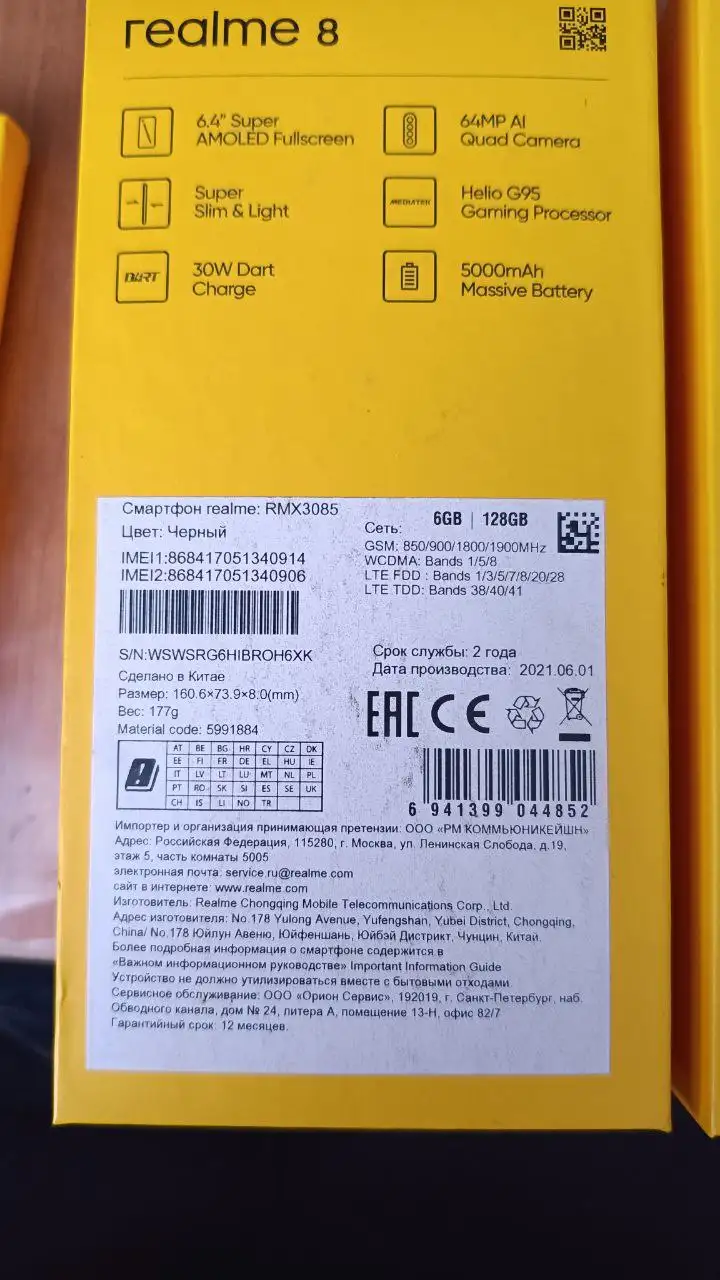 realme 8
6.4" Super
AMOLED Fullscreen
64MP AI
Quad Camera
Super
Slim & Light
MEDIATEK
Helio G95
Gaming Processor
DART
30W Dart
Charge
5000mAh
Massive Battery
Смартфон realme: RMX3085
Цвет: Черный
IMEI1:868417051340914
IMEI2:868417051340906
S/N:WSWSRG6HIBROH6XK
Сделано в Китае
Размер: 160.6×73.9×8.0(mm)
Вес: 177g
Material code: 5991884
6GB | 128GB
Сеть:
GSM: 850/900/1800/1900MHz
WCDMA: Bands 1/5/8
LTE FDD : Bands 1/3/5/7/8/20/28
LTE TDD: Bands 38/40/41
Срок службы: 2 года
Дата производства: 2021.06.01
EAC CE
AT BE BG HR CY CZ DK
EE FI FR DE EL HU IE
IT LV LT LU MT NL PL
PT RO SK SI ES SE UK
CH IS LI NO TR
6 941399 044852
Импортер и организация принимающая претензии: ООО «РМ КОММЬЮНИКЕЙШН»
Адрес: Российская Федерация, 115280, г. Москва, ул. Ленинская Слобода, д.19,
этаж 5, часть комнаты 5005
электронная почта: service.ru@realme.com
сайт в интернете: www.realme.com
Изготовитель: Realme Chongqing Mobile Telecommunications Corp., Ltd.
Адрес изготовителя: No.178 Yulong Avenue, Yufengshan, Yubei District, Chongqing,
China/ No.178 Юйлун Авеню, Юйфеншань, Юйбэй Дистрикт, Чунцин, Китай.
Более подробная информация о смартфоне содержится в
«Важном информационном руководстве» Important Information Guide
Устройство не должно утилизироваться вместе с бытовыми отходами.
Сервисное обслуживание: ООО «Орион Сервис», 192019, г. Санкт-Петербург, наб.
Обводного канала, дом № 24, литера А, помещение 13-Н, офис 82/7
Гарантийный срок: 12 месяцев.